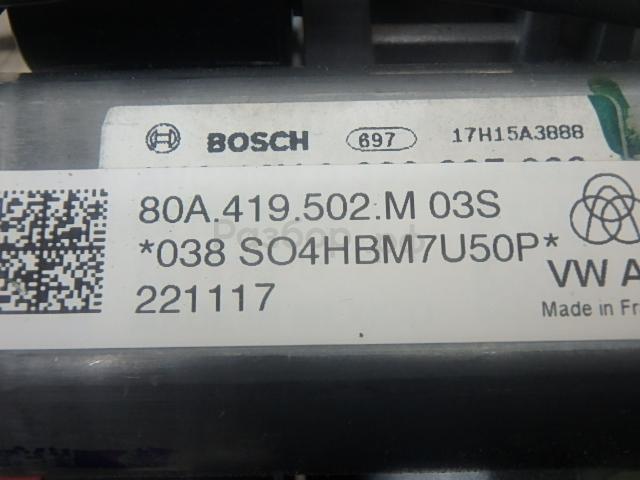 BOSCH 697 17H15A3888
80A.419.502.M 03S
*038 SO4HBM7U50P*
221117 VW A
Made in Fr